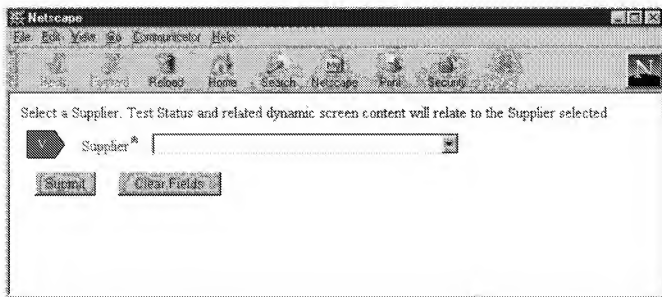 Netscape
File Edit View Go Communicator Help
Back Forward Reload Home Search Netscape Print Security
N
Select a Supplier. Test Status and related dynamic screen content will relate to the Supplier selected
V Supplier*
Submit Clear Fields